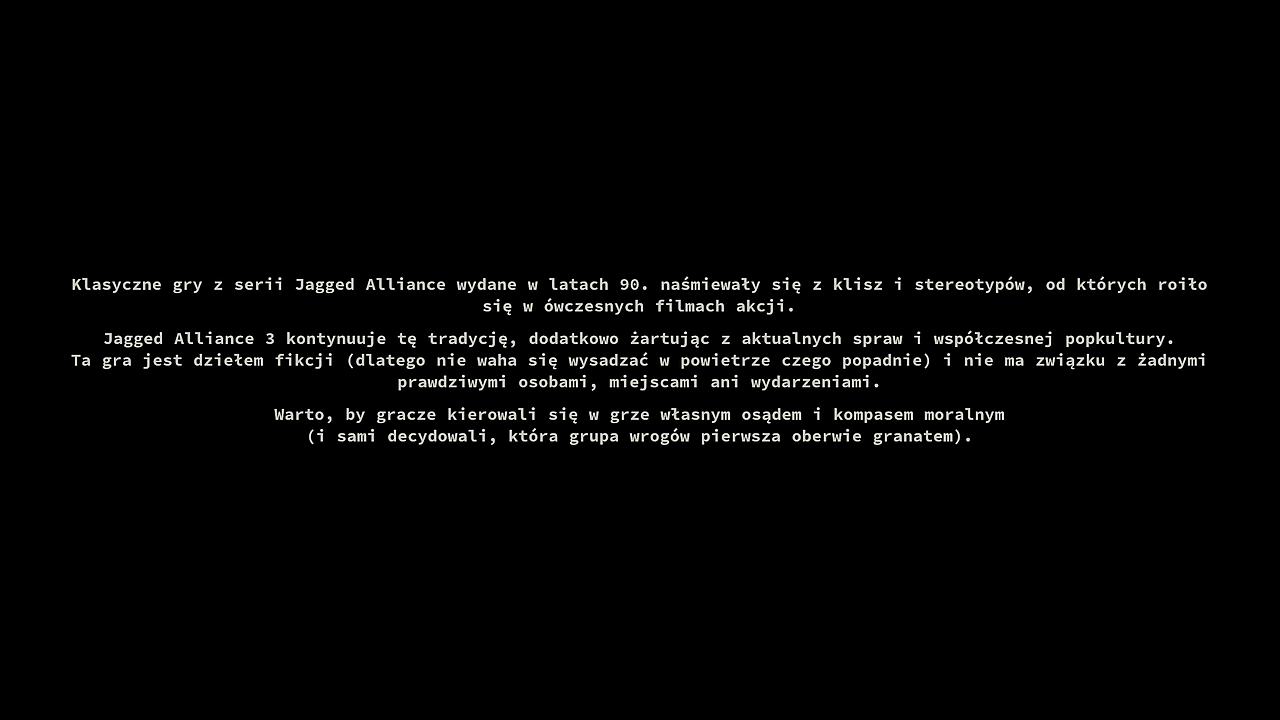 Klasyczne gry z serii Jagged Alliance wydane w latach 90. naśmiewały się z klisz i stereotypów, od których roiło
się w ówczesnych filmach akcji.
Jagged Alliance 3 kontynuuje tę tradycję, dodatkowo żartując z aktualnych spraw i współczesnej popkultury.
Ta gra jest dziełem fikcji (dlatego nie waha się wysadzać w powietrze czego popadnie) i nie ma związku z żadnymi
prawdziwymi osobami, miejscami ani wydarzeniami.
Warto, by gracze kierowali się w grze własnym osądem i kompasem moralnym
(i sami decydowali, która grupa wrogów pierwsza oberwie granatem).